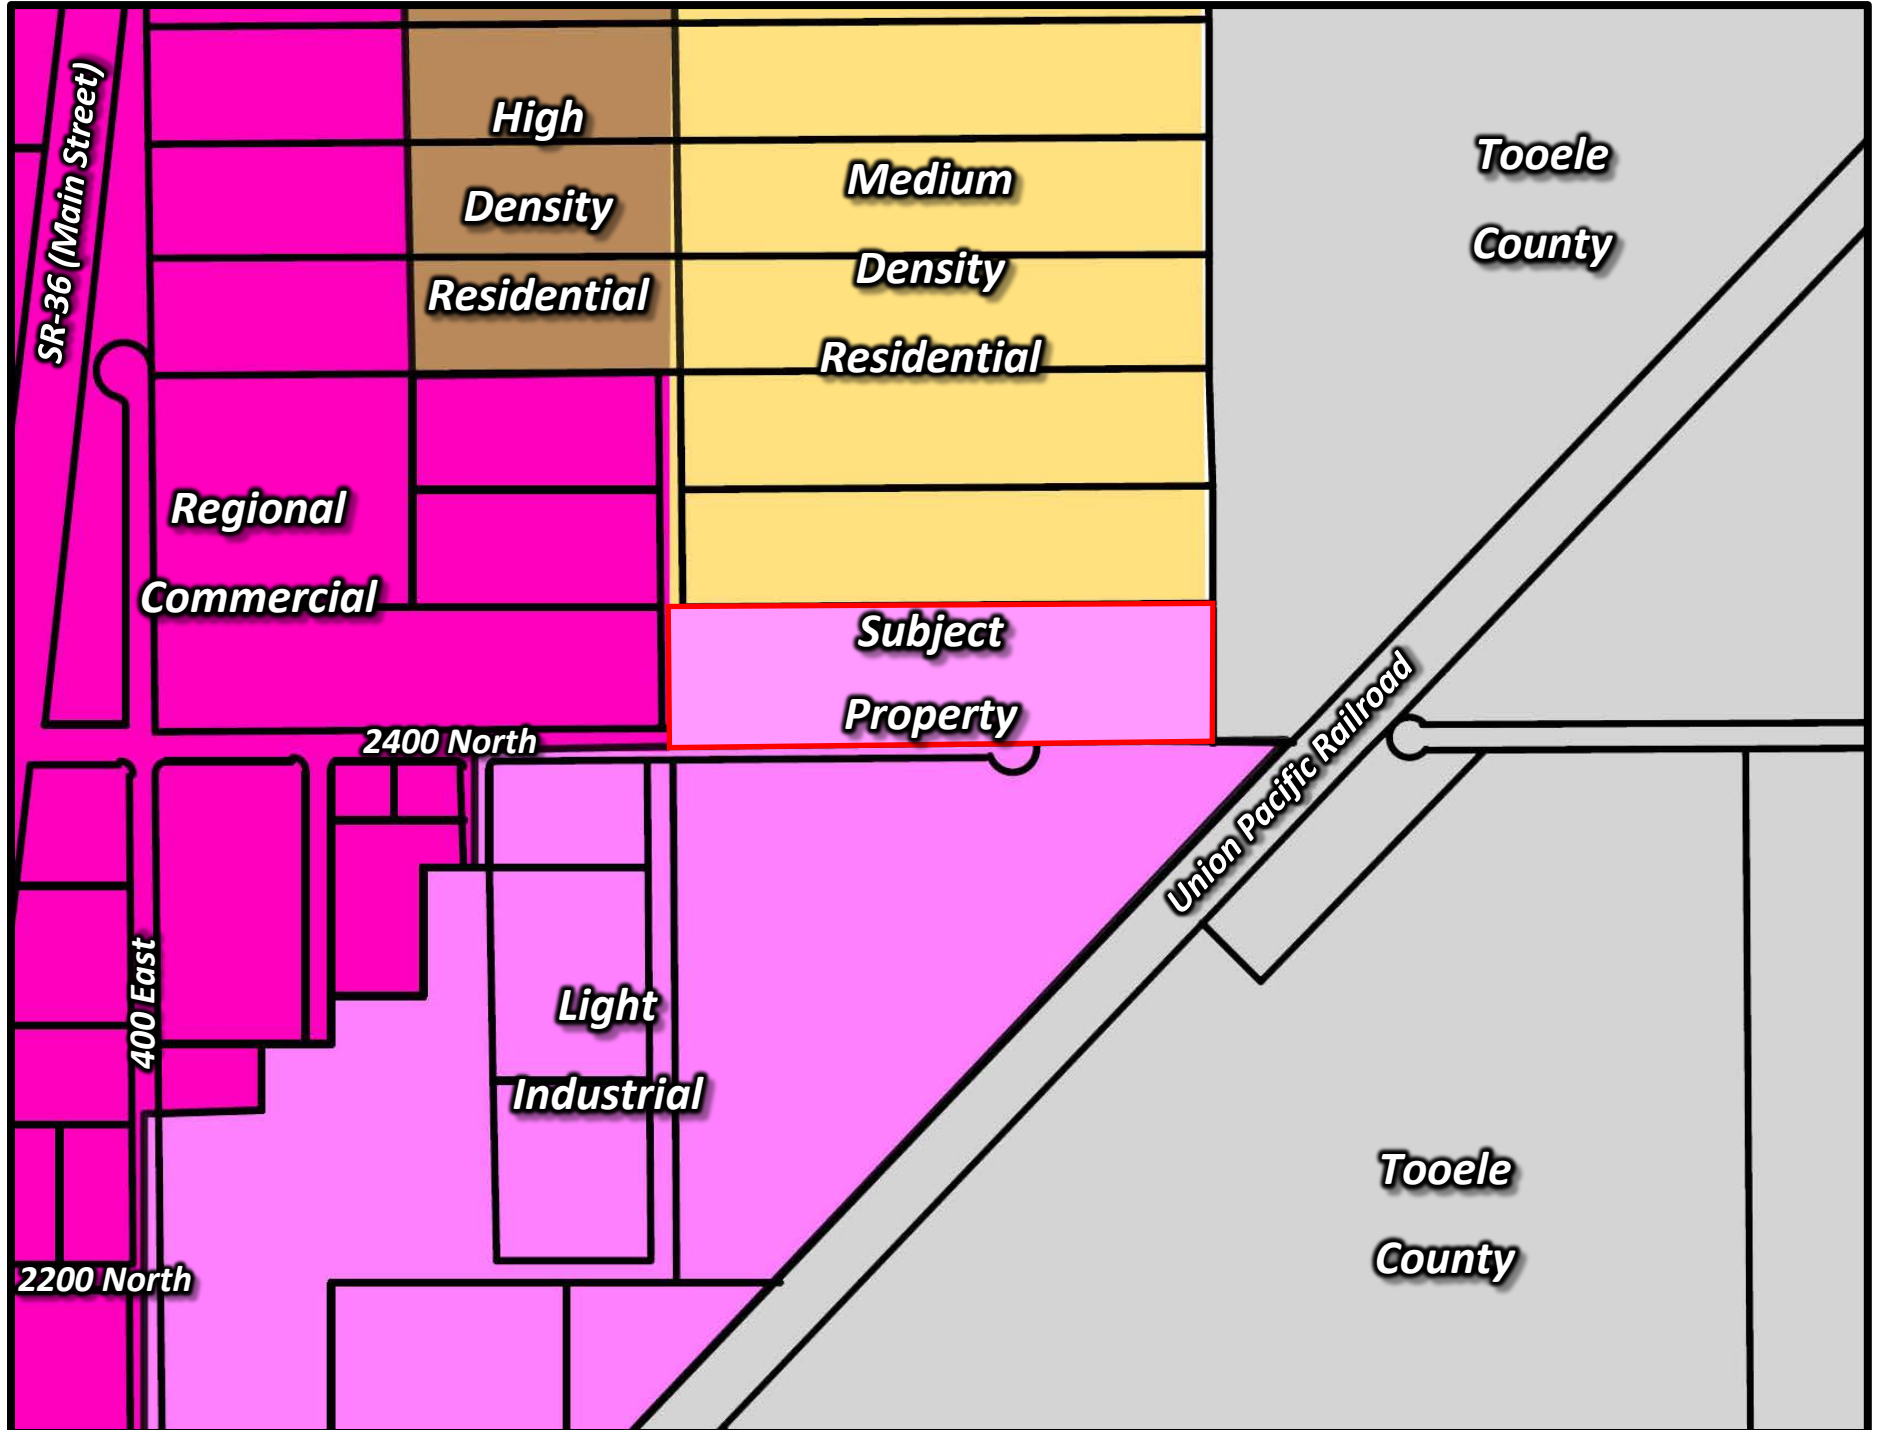 SR-36 (Main Street)
High
Density
Residential
Medium
Density
Residential
Tooele
County
Regional
Commercial
Subject
Property
2400 North
Union Pacific Railroad
400 East
Light
Industrial
Tooele
County
2200 North